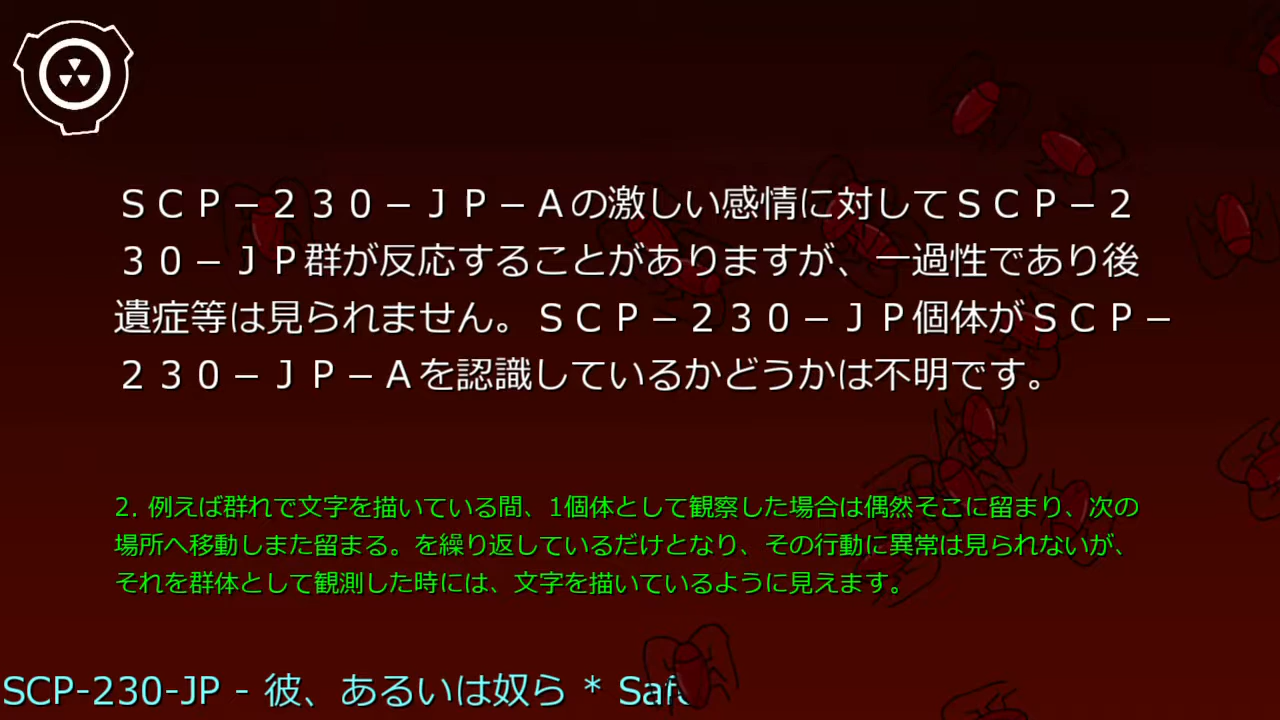 ＳＣＰ－２３０－ＪＰ－Ａの激しい感情に対してＳＣＰ－２
３０－ＪＰ群が反応することがありますが、一過性であり後
遺症等は見られません。ＳＣＰ－２３０－ＪＰ個体がＳＣＰ－
２３０－ＪＰ－Ａを認識しているかどうかは不明です。
2. 例えば群れで文字を描いている間、1個体として観察した場合は偶然そこに留まり、次の
場所へ移動しまた留まる。を繰り返しているだけとなり、その行動に異常は見られないが、
それを群体として観測した時には、文字を描いているように見えます。
SCP-230-JP - 彼、あるいは奴ら * Safe